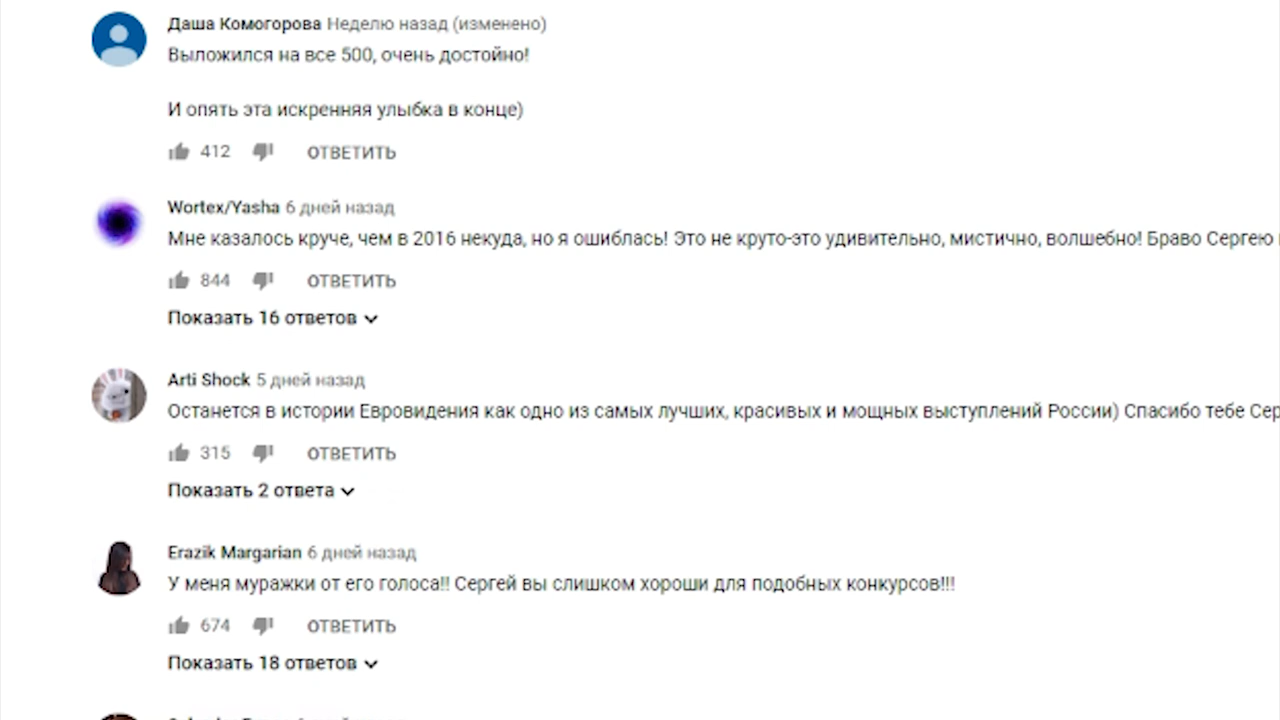 Даша Комогорова Неделю назад (изменено)
Выложился на все 500, очень достойно!
И опять эта искренняя улыбка в конце)
412 ОТВЕТИТЬ
Wortex/Yasha 6 дней назад
Мне казалось круче, чем в 2016 некуда, но я ошиблась! Это не круто-это удивительно, мистично, волшебно! Браво Сергею
844 ОТВЕТИТЬ
Показать 16 ответов
Arti Shock 5 дней назад
Останется в истории Евровидения как одно из самых лучших, красивых и мощных выступлений России) Спасибо тебе Сер
315 ОТВЕТИТЬ
Показать 2 ответа
Erazik Margarian 6 дней назад
У меня муражки от его голоса!! Сергей вы слишком хороши для подобных конкурсов!!!
674 ОТВЕТИТЬ
Показать 18 ответов